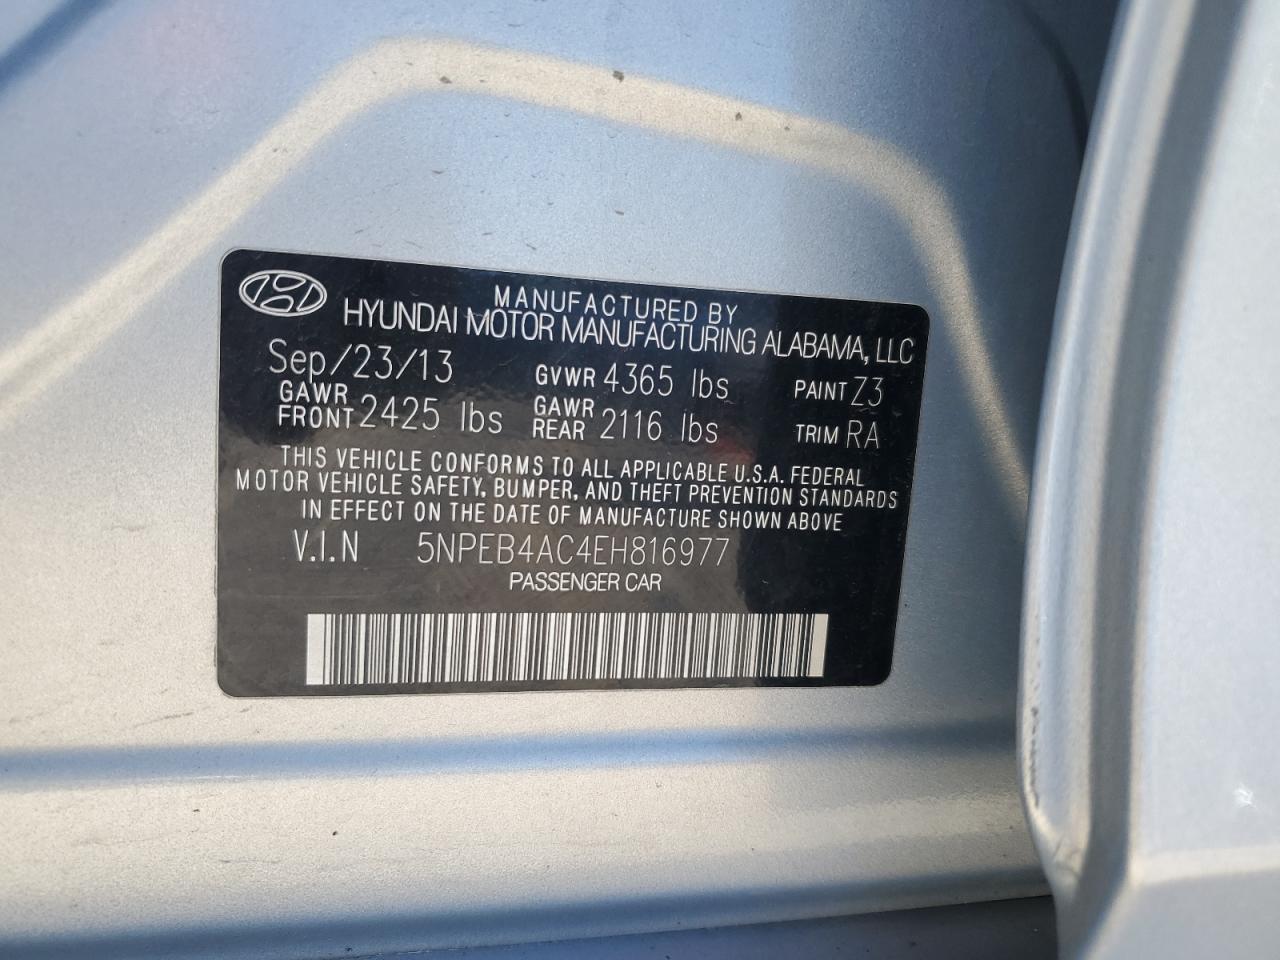 MANUFACTURED BY
HYUNDAI MOTOR MANUFACTURING ALABAMA, LLC
Sep/23/13 GVWR 4365 lbs PAINT Z3
GAWR FRONT 2425 lbs GAWR REAR 2116 lbs TRIM RA
THIS VEHICLE CONFORMS TO ALL APPLICABLE U.S.A. FEDERAL
MOTOR VEHICLE SAFETY, BUMPER, AND THEFT PREVENTION STANDARDS
IN EFFECT ON THE DATE OF MANUFACTURE SHOWN ABOVE
V.I.N 5NPEB4AC4EH816977
PASSENGER CAR